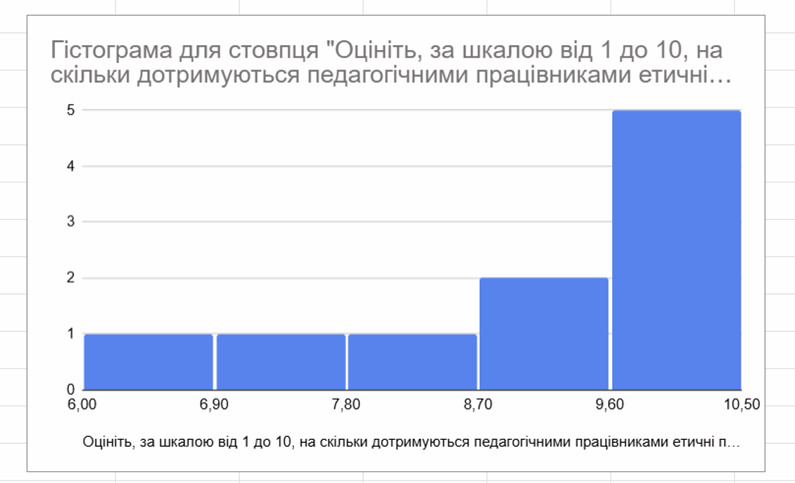 Гістограма для стовпця "Оцініть, за шкалою від 1 до 10, на
скільки дотримуються педагогічними працівниками етичні…
5
4
3
2
1
0
6,00 6,90 7,80 8,70 9,60 10,50
Оцініть, за шкалою від 1 до 10, на скільки дотримуються педагогічними працівниками етичні п…